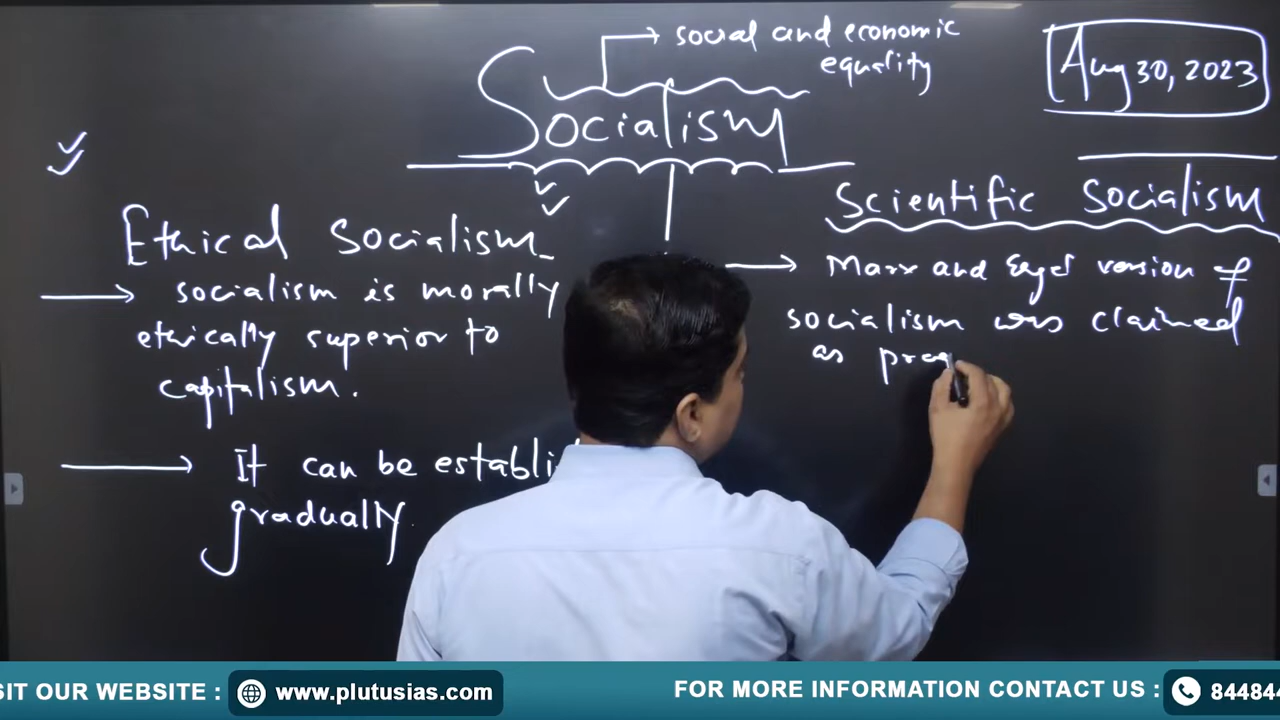 social and economic
equality
Aug 30, 2023
Socialism
Ethical Socialism
socialism is morally
ethically superior to
capitalism.
It can be establi
gradually
Scientific Socialism
Marx and version of
socialism was claimed
as
SIT OUR WEBSITE :
www.plutusias.com
FOR MORE INFORMATION CONTACT US :
84484